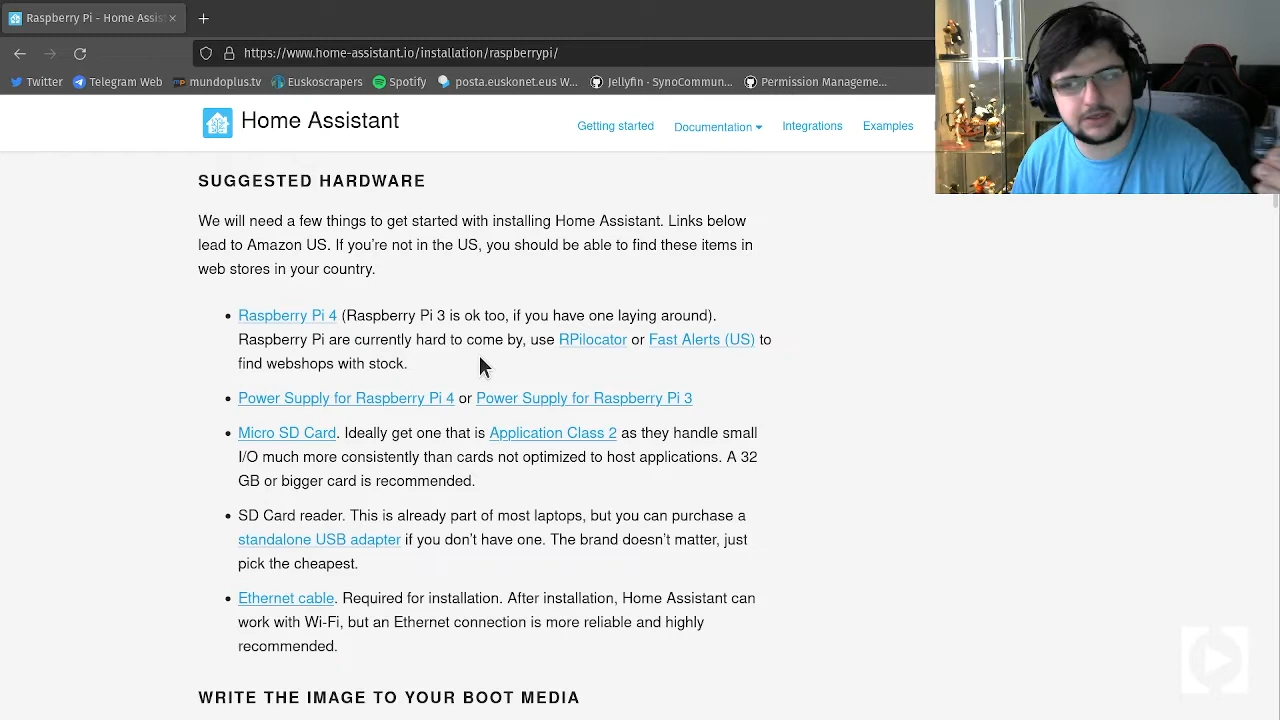 Raspberry Pi - Home Assis
https://www.home-assistant.io/installation/raspberrypi/
Twitter Telegram Web mundoplus.tv Euskoscrapers Spotify posta.euskonet.eus W... Jellyfin - SynoCommun... Permission Manageme...
Home Assistant
Getting started Documentation Integrations Examples
SUGGESTED HARDWARE
We will need a few things to get started with installing Home Assistant. Links below
lead to Amazon US. If you're not in the US, you should be able to find these items in
web stores in your country.
• Raspberry Pi 4 (Raspberry Pi 3 is ok too, if you have one laying around).
Raspberry Pi are currently hard to come by, use RPilocator or Fast Alerts (US) to
find webshops with stock.
• Power Supply for Raspberry Pi 4 or Power Supply for Raspberry Pi 3
• Micro SD Card. Ideally get one that is Application Class 2 as they handle small
I/O much more consistently than cards not optimized to host applications. A 32
GB or bigger card is recommended.
• SD Card reader. This is already part of most laptops, but you can purchase a
standalone USB adapter if you don't have one. The brand doesn't matter, just
pick the cheapest.
• Ethernet cable. Required for installation. After installation, Home Assistant can
work with Wi-Fi, but an Ethernet connection is more reliable and highly
recommended.
WRITE THE IMAGE TO YOUR BOOT MEDIA